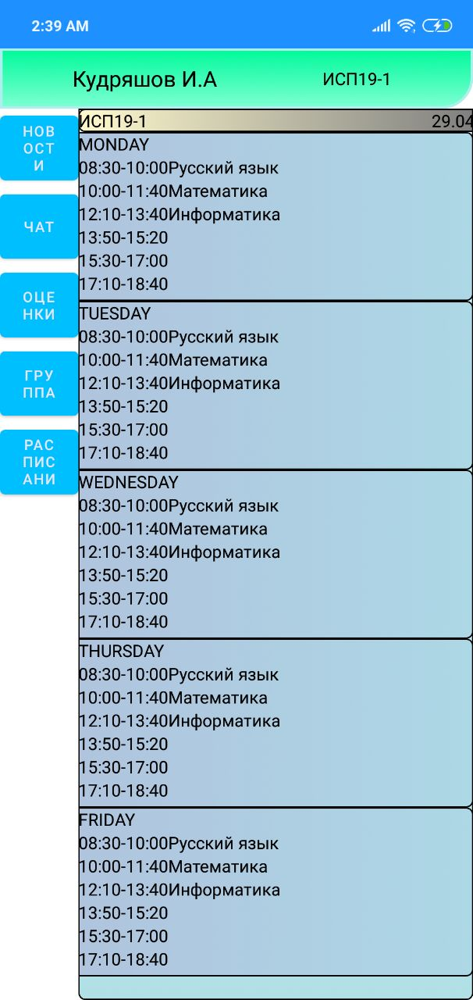 2:39 AM
Кудряшов И.А ИСП19-1
НОВ
ОСТ
И
ЧАТ
ОЦЕ
НКИ
ГРУ
ППА
РАС
ПИС
АНИ
ИСП19-1 29.04
MONDAY
08:30-10:00Русский язык
10:00-11:40Математика
12:10-13:40Информатика
13:50-15:20
15:30-17:00
17:10-18:40
TUESDAY
08:30-10:00Русский язык
10:00-11:40Математика
12:10-13:40Информатика
13:50-15:20
15:30-17:00
17:10-18:40
WEDNESDAY
08:30-10:00Русский язык
10:00-11:40Математика
12:10-13:40Информатика
13:50-15:20
15:30-17:00
17:10-18:40
THURSDAY
08:30-10:00Русский язык
10:00-11:40Математика
12:10-13:40Информатика
13:50-15:20
15:30-17:00
17:10-18:40
FRIDAY
08:30-10:00Русский язык
10:00-11:40Математика
12:10-13:40Информатика
13:50-15:20
15:30-17:00
17:10-18:40